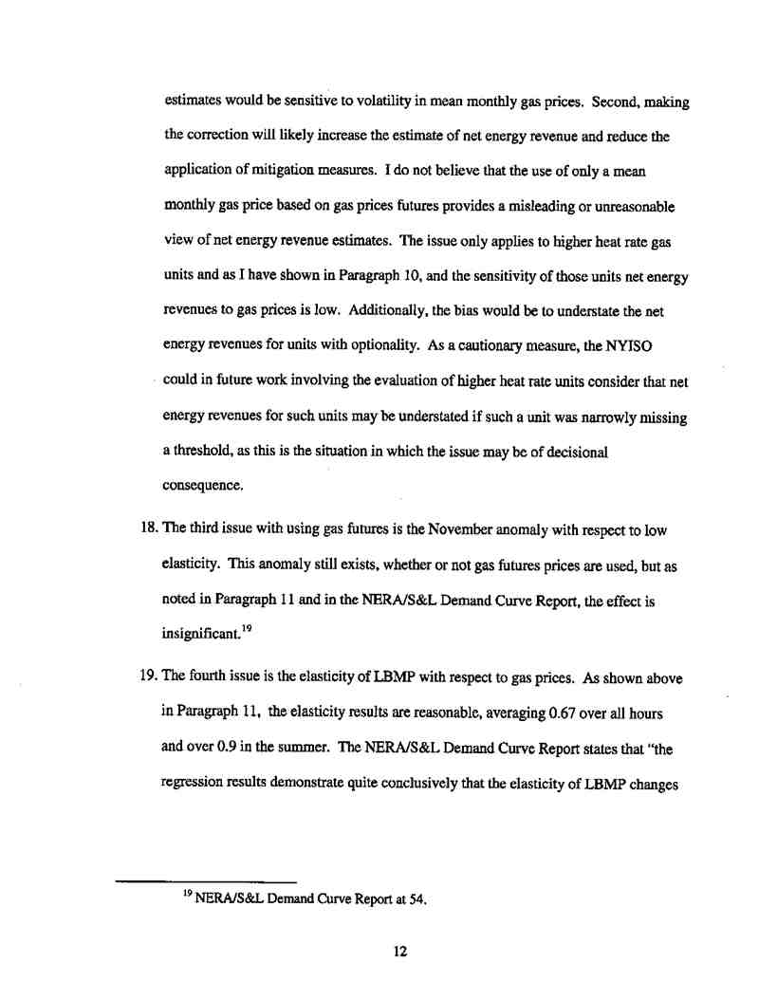 estimates would be sensitive to volatility in mean monthly gas prices. Second, making
the correction will likely increase the estimate of net energy revenue and reduce the
application of mitigation measures. I do not believe that the use of only a mean
monthly gas price based on gas prices futures provides a misleading or unreasonable
view of net energy revenue estimates. The issue only applies to higher heat rate gas
units and as I have shown in Paragraph 10, and the sensitivity of those units net energy
revenues to gas prices is low. Additionally, the bias would be to understate the net
energy revenues for units with optionality. As a cautionary measure, the NYISO
could in future work involving the evaluation of higher heat rate units consider that net
energy revenues for such units may be understated if such a unit was narrowly missing
a threshold, as this is the situation in which the issue may be of decisional
consequence.
18. The third issue with using gas futures is the November anomaly with respect to low
elasticity. This anomaly still exists, whether or not gas futures prices are used, but as
noted in Paragraph 11 and in the NERA/S&L Demand Curve Report, the effect is
insignificant.19
19. The fourth issue is the elasticity of LBMP with respect to gas prices. As shown above
in Paragraph 11, the elasticity results are reasonable, averaging 0.67 over all hours
and over 0.9 in the summer. The NERA/S&L Demand Curve Report states that "the
regression results demonstrate quite conclusively that the elasticity of LBMP changes
19 NERA/S&L Demand Curve Report at 54.
12